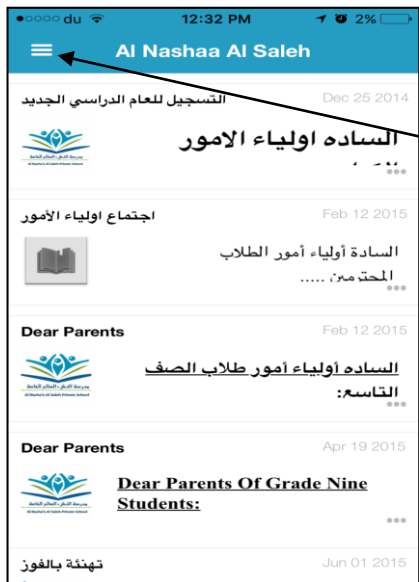 du 12:32 PM 2%
Al Nashaa Al Saleh
التسجيل للعام الدراسي الجديد Dec 25 2014
الساده اولياء الامور
اجتماع اولياء الأمور Feb 12 2015
السادة أولياء أمور الطلاب
المحترمين .....
Dear Parents Feb 12 2015
الساده أولياء أمور طلاب الصف
التاسع:
Dear Parents Apr 19 2015
Dear Parents Of Grade Nine
Students:
تهنئة بالفوز Jun 01 2015